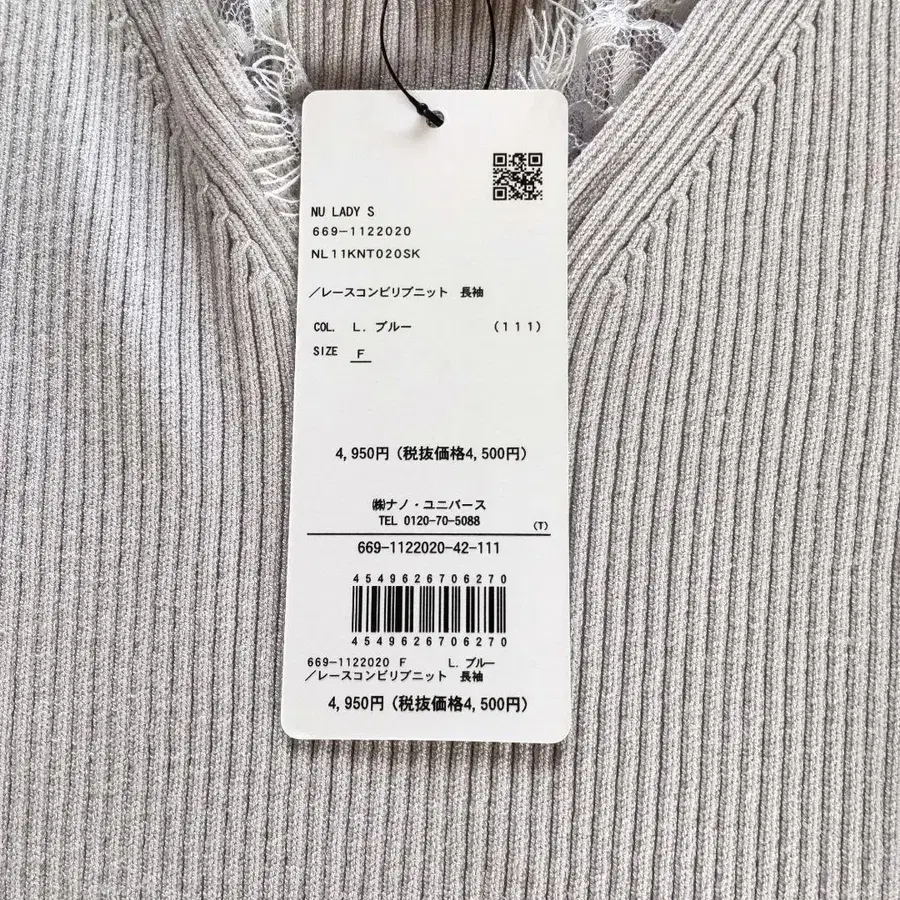 NU LADY S
669-1122020
NL11KNT020SK
/レースコンビリブニット 長袖
COL. L. ブルー (111)
SIZE F
4,950円 (税抜価格4,500円)
㈱ナノ・ユニバース
TEL 0120-70-5088
(T)
669-1122020-42-111
4549626706270
4549626706270
669-1122020 F L. ブルー
/レースコンビリブニット 長袖
4,950円 (税抜価格4,500円)